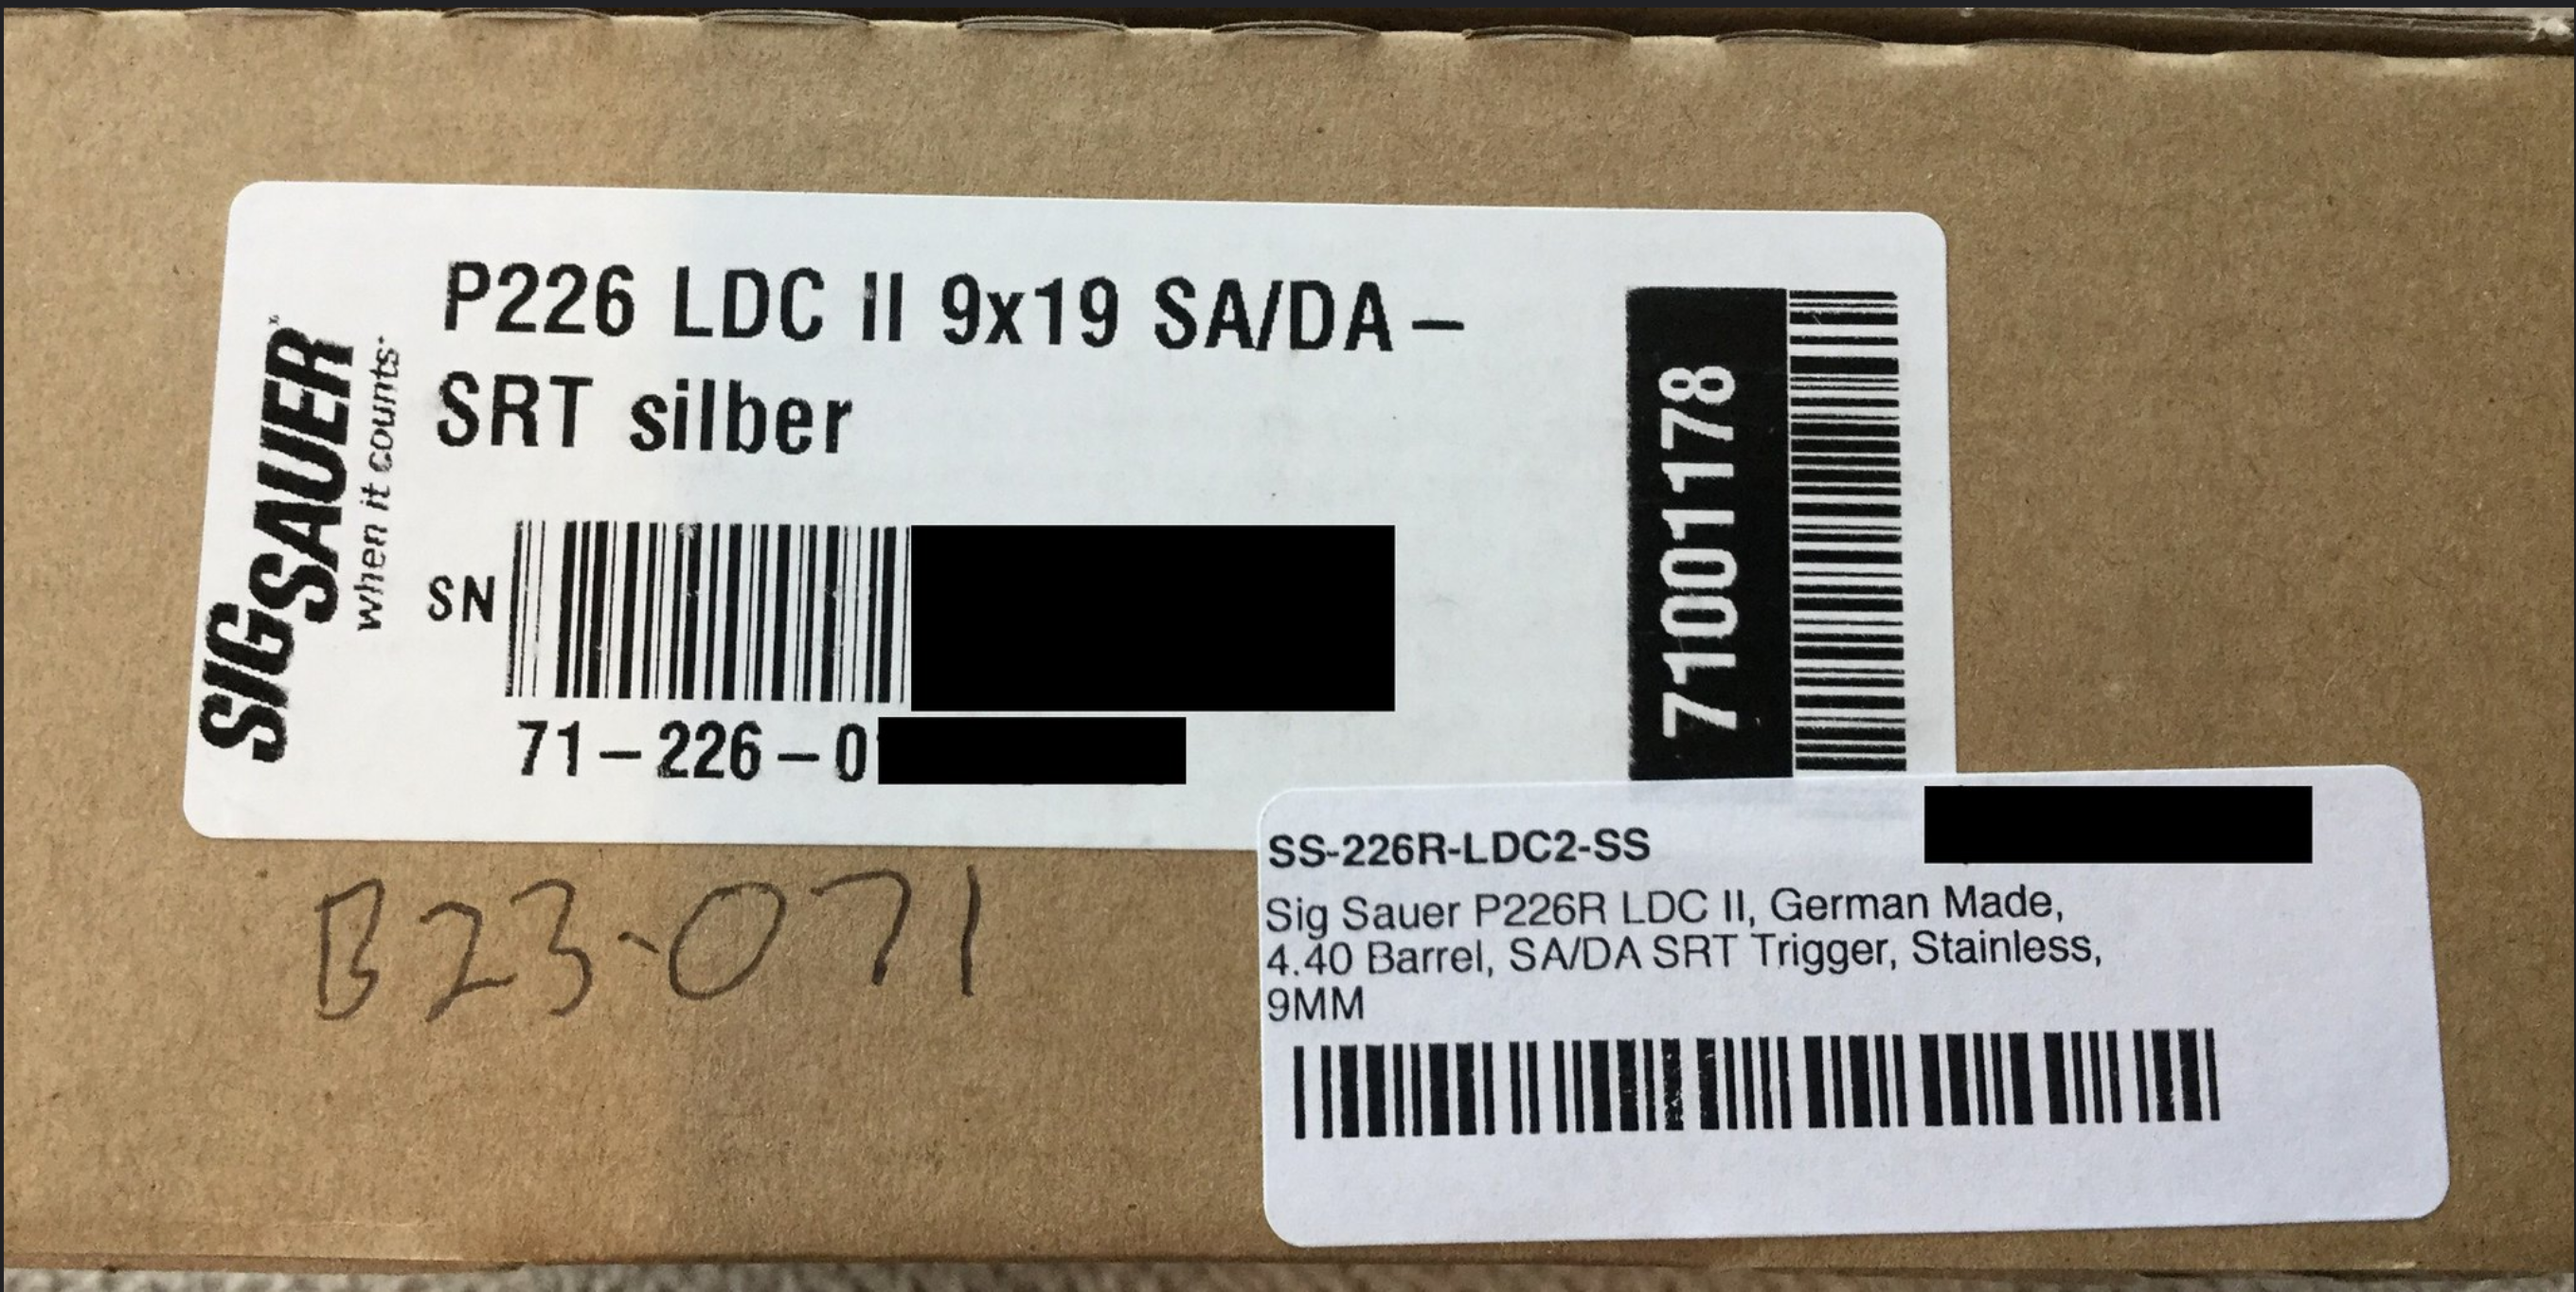 SIGSAUER
when it counts
P226 LDC II 9x19 SA/DA –
SRT silber
SN
71–226–0
71001178
SS-226R-LDC2-SS
Sig Sauer P226R LDC II, German Made,
4.40 Barrel, SA/DA SRT Trigger, Stainless,
9MM
B23-071